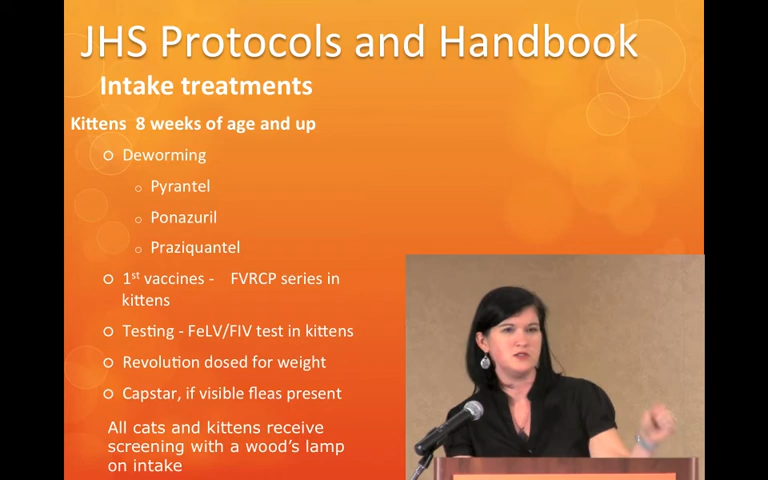 JHS Protocols and Handbook
Intake treatments
Kittens 8 weeks of age and up
Deworming
Pyrantel
Ponazuril
Praziquantel
1st vaccines - FVRCP series in
kittens
Testing - FeLV/FIV test in kittens
Revolution dosed for weight
Capstar, if visible fleas present
All cats and kittens receive
screening with a wood's lamp
on intake